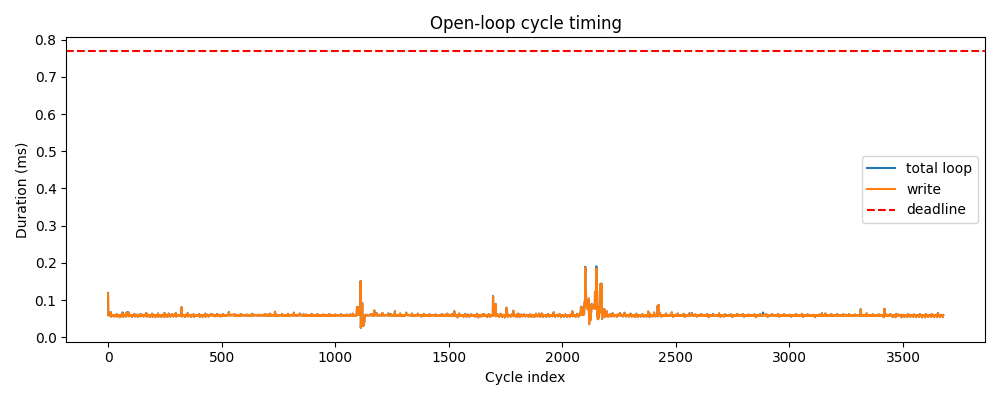 Open-loop cycle timing
Duration (ms)
0.8
0.7
0.6
0.5
0.4
0.3
0.2
0.1
0.0
total loop
write
deadline
0 500 1000 1500 2000 2500 3000 3500
Cycle index